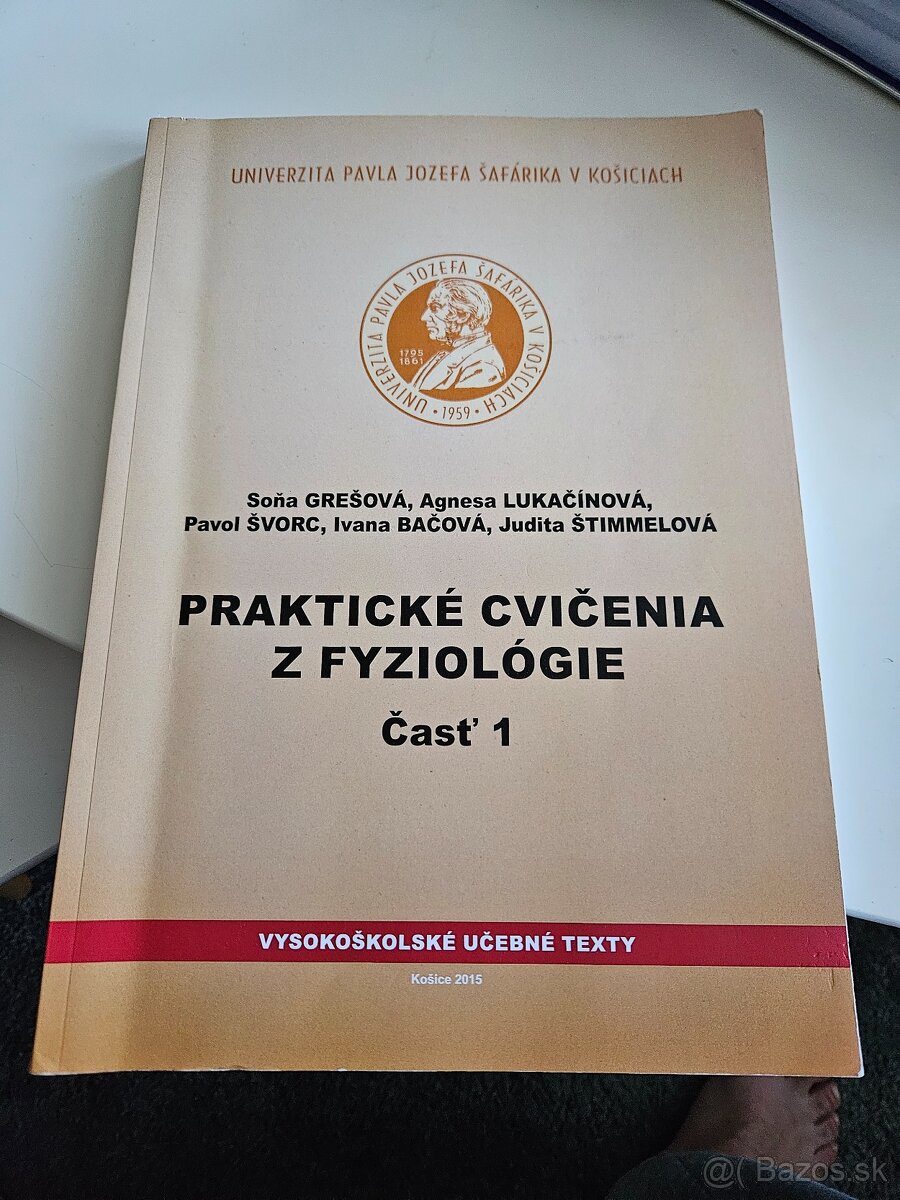 UNIVERZITA PAVLA JOZEFA ŠAFÁRIKA V KOŠICIACH
UNIVERZITA PAVLA JOZEFA ŠAFÁRIKA V KOŠICIACH
1795
1861
· 1959 ·
Soňa GREŠOVÁ, Agnesa LUKAČÍNOVÁ,
Pavol ŠVORC, Ivana BAČOVÁ, Judita ŠTIMMELOVÁ
PRAKTICKÉ CVIČENIA
Z FYZIOLÓGIE
Časť 1
VYSOKOŠKOLSKÉ UČEBNÉ TEXTY
Košice 2015
@( Bazos.sk